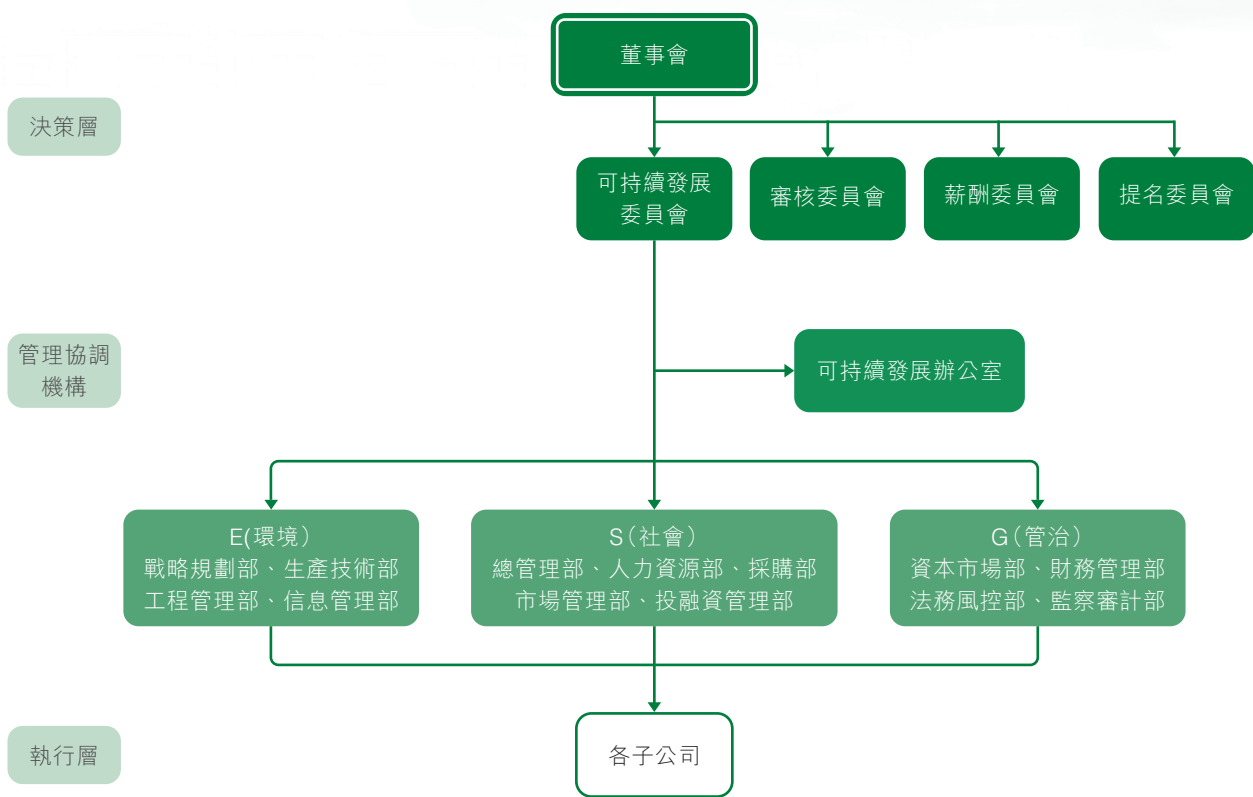 董事會
決策層
可持續發展
委員會
審核委員會
薪酬委員會
提名委員會
管理協調
機構
可持續發展辦公室
E(環境）
戰略規劃部、生產技術部
工程管理部、信息管理部
S（社會）
總管理部、人力資源部、採購部
市場管理部、投融資管理部
G（管治）
資本市場部、財務管理部
法務風控部、監察審計部
執行層
各子公司